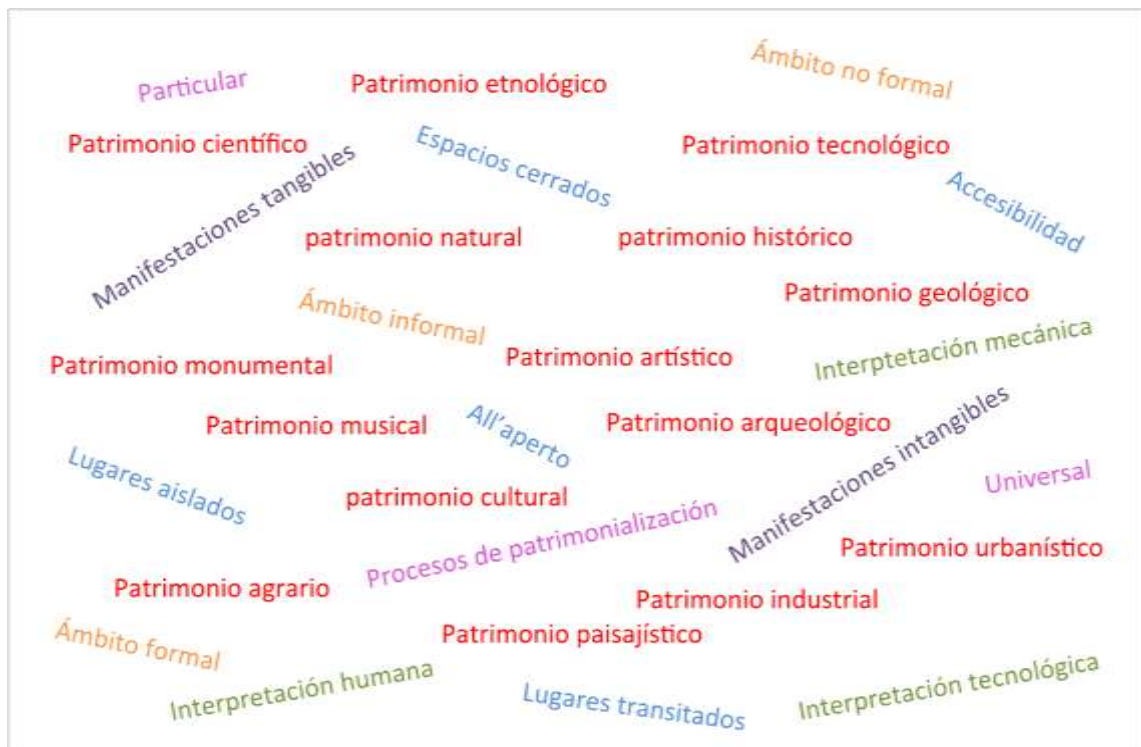 Ámbito no formal
Particular
Patrimonio etnológico
Patrimonio científico
Espacios cerrados
Patrimonio tecnológico
Manifestaciones tangibles
Accesibilidad
patrimonio natural
patrimonio histórico
Patrimonio geológico
Ámbito informal
Interptetación mecánica
Patrimonio monumental
Patrimonio artístico
Patrimonio musical
All'aperto
Patrimonio arqueológico
Manifestaciones intangibles
Lugares aislados
patrimonio cultural
Universal
Procesos de patrimonialización
Patrimonio urbanístico
Patrimonio agrario
Patrimonio industrial
Ámbito formal
Patrimonio paisajístico
Interpretación humana
Lugares transitados
Interpretación tecnológica